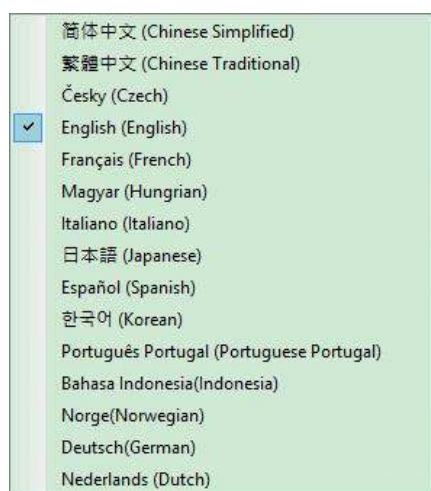 简体中文 (Chinese Simplified)
繁體中文 (Chinese Traditional)
Česky (Czech)
English (English)
Français (French)
Magyar (Hungrian)
Italiano (Italiano)
日本語 (Japanese)
Español (Spanish)
한국어 (Korean)
Português Portugal (Portuguese Portugal)
Bahasa Indonesia(Indonesia)
Norge(Norwegian)
Deutsch(German)
Nederlands (Dutch)